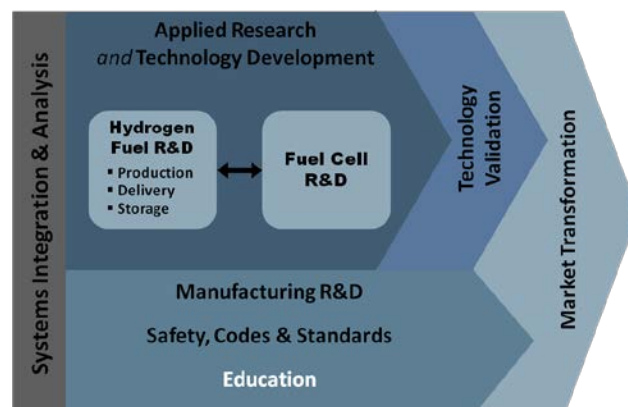 Systems Integration & Analysis
Applied Research
and Technology Development
Hydrogen
Fuel R&D
▪ Production
▪ Delivery
▪ Storage
Fuel Cell
R&D
Technology
Validation
Market Transformation
Manufacturing R&D
Safety, Codes & Standards
Education